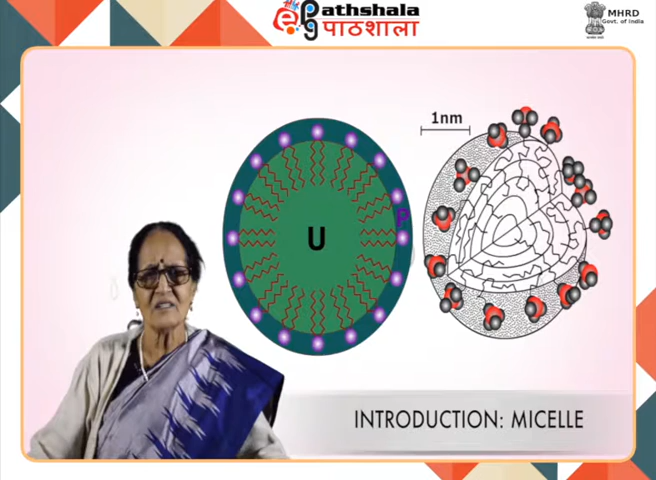 Pathshala
पाठशाला
MHRD
Govt. of India
1nm
P
U
INTRODUCTION: MICELLE